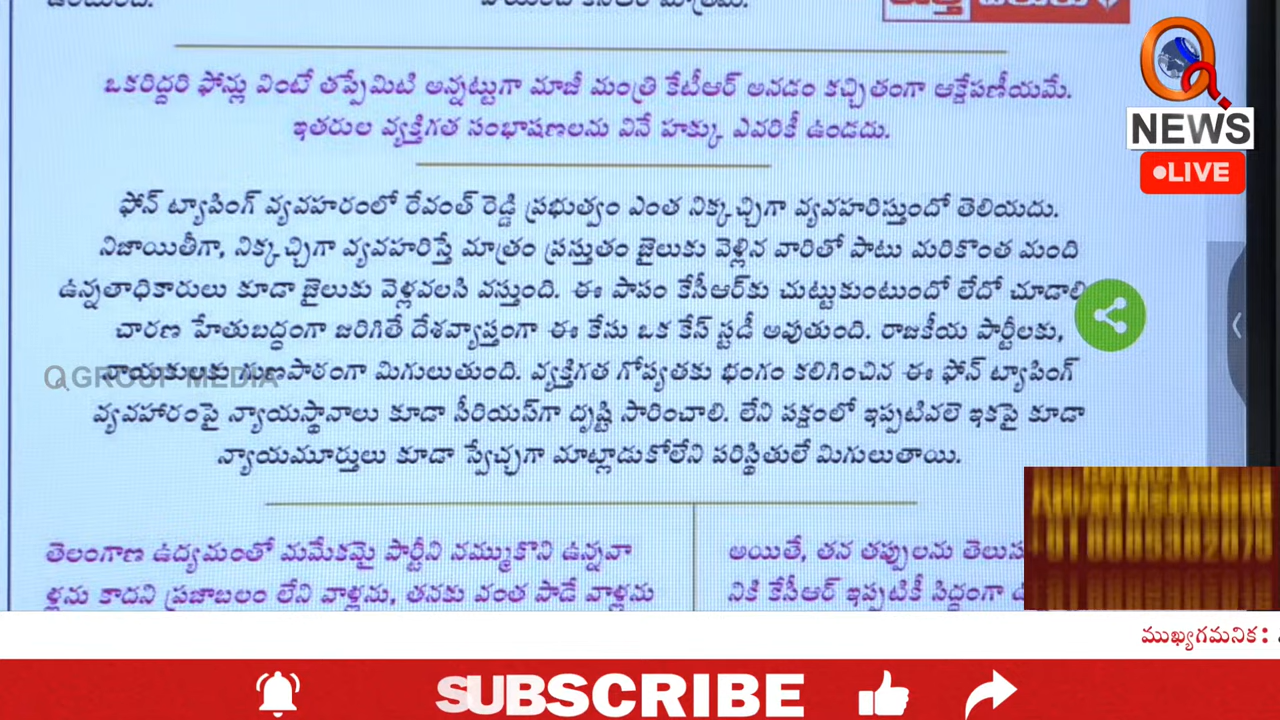 ఒకరిద్దరి ఫోన్లు వింటే తప్పేమిటి అన్నట్టుగా మాజీ మంత్రి కేటీఆర్ అనడం కచ్చితంగా ఆక్షేపణీయమే.
ఇతరుల వ్యక్తిగత సంభాషణలను వినే హక్కు ఎవరికీ ఉండదు.
ఫోన్ ట్యాపింగ్ వ్యవహారంలో రేవంత్ రెడ్డి ప్రభుత్వం ఎంత నిక్కచ్చిగా వ్యవహరిస్తుందో తెలియదు.
నిజాయితీగా, నిక్కచ్చిగా వ్యవహరిస్తే మాత్రం ప్రస్తుతం జైలుకు వెళ్లిన వారితో పాటు మరికొంత మంది
ఉన్నతాధికారులు కూడా జైలుకు వెళ్లవలసి వస్తుంది. ఈ పాపం కేసీఆర్‌కు చుట్టుకుంటుందో లేదో చూడాలి
చారణ హేతుబద్ధంగా జరిగితే దేశవ్యాప్తంగా ఈ కేసు ఒక కేస్ స్టడీ అవుతుంది. రాజకీయ పార్టీలకు,
నాయకులకు గుణపాఠంగా మిగులుతుంది. వ్యక్తిగత గోప్యతకు భంగం కలిగించిన ఈ ఫోన్ ట్యాపింగ్
వ్యవహారంపై న్యాయస్థానాలు కూడా సీరియస్‌గా దృష్టి సారించాలి. లేని పక్షంలో ఇప్పటివలె ఇకపై కూడా
న్యాయమూర్తులు కూడా స్వేచ్ఛగా మాట్లాడుకోలేని పరిస్థితులే మిగులుతాయి.
తెలంగాణ ఉద్యమంతో మమేకమై పార్టీని నమ్ముకొని ఉన్నవా
ళ్లను కాదని ప్రజాబలం లేని వాళ్లను, తనకు వంత పాడే వాళ్లను
అయితే, తన తప్పులను
నికి కేసీఆర్ ఇప్పటికీ సిద్ధంగా
Q GROUP MEDIA
Q
NEWS
LIVE
ముఖ్యగమనిక:
SUBSCRIBE